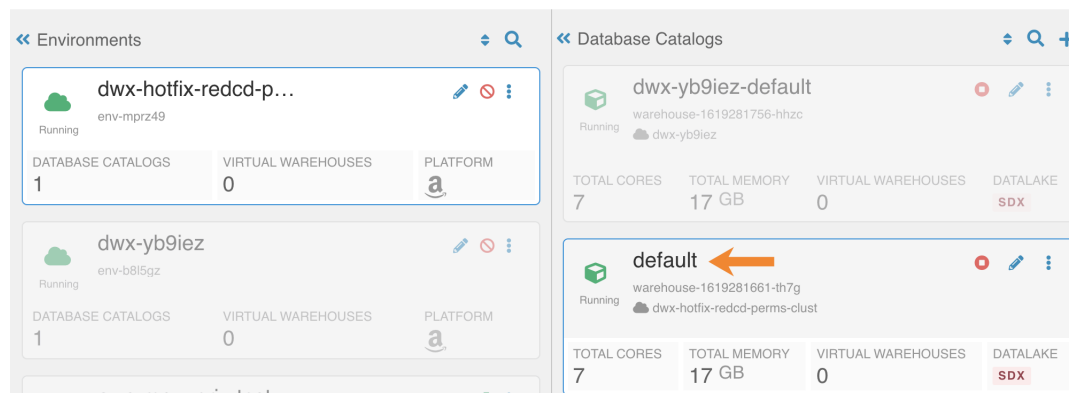 Environments
dwx-hotfix-redcd-p…
env-mprz49
Running
DATABASE CATALOGS VIRTUAL WAREHOUSES PLATFORM
1 0
dwx-yb9iez
env-b8l5gz
Running
DATABASE CATALOGS VIRTUAL WAREHOUSES PLATFORM
1 0
Database Catalogs
dwx-yb9iez-default
warehouse-1619281756-hhzc
Running
dwx-yb9iez
TOTAL CORES TOTAL MEMORY VIRTUAL WAREHOUSES DATALAKE
7 17 GB 0 SDX
default
warehouse-1619281661-th7g
Running
dwx-hotfix-redcd-perms-clust
TOTAL CORES TOTAL MEMORY VIRTUAL WAREHOUSES DATALAKE
7 17 GB 0 SDX